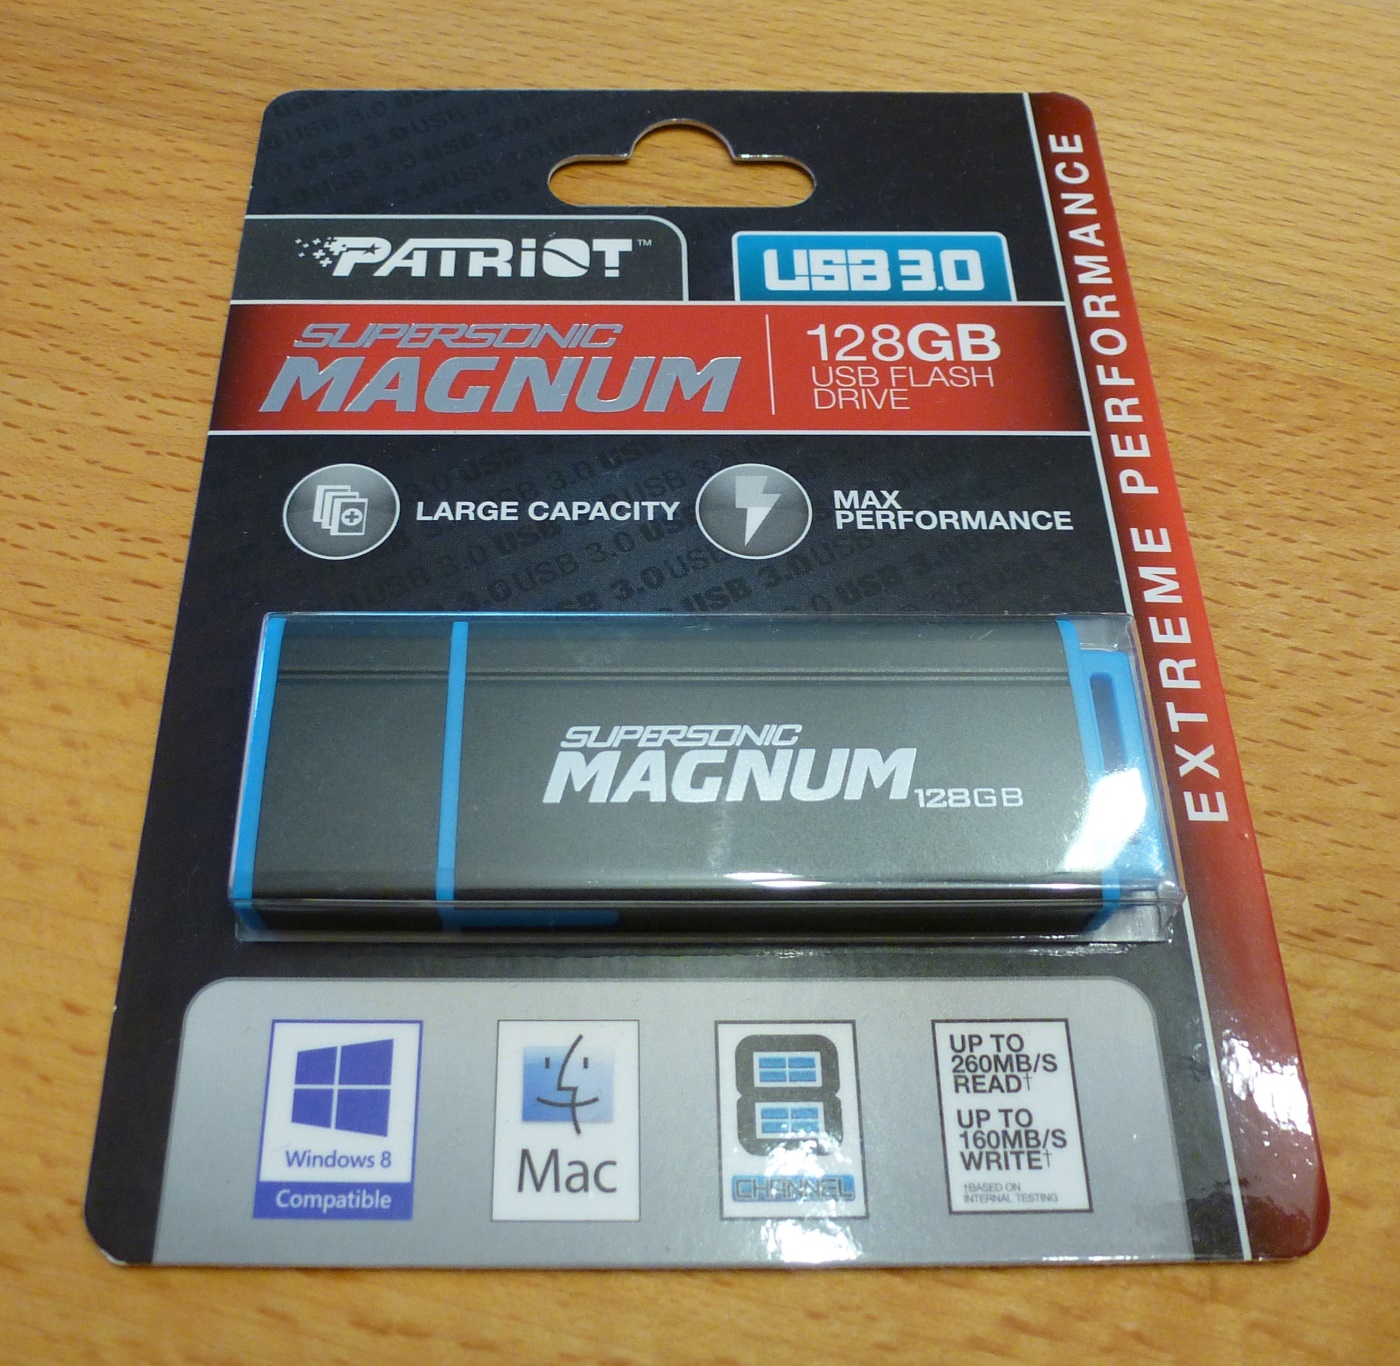 PATRIOT™
USB 3.0
SUPERSONIC
MAGNUM
128GB
USB FLASH
DRIVE
LARGE CAPACITY
MAX
PERFORMANCE
EXTREME PERFORMANCE
SUPERSONIC
MAGNUM
128GB
Windows 8
Compatible
Mac
8
CHANNEL
UP TO
260MB/S
READ†
UP TO
160MB/S
WRITE†
†BASED ON
INTERNAL TESTING